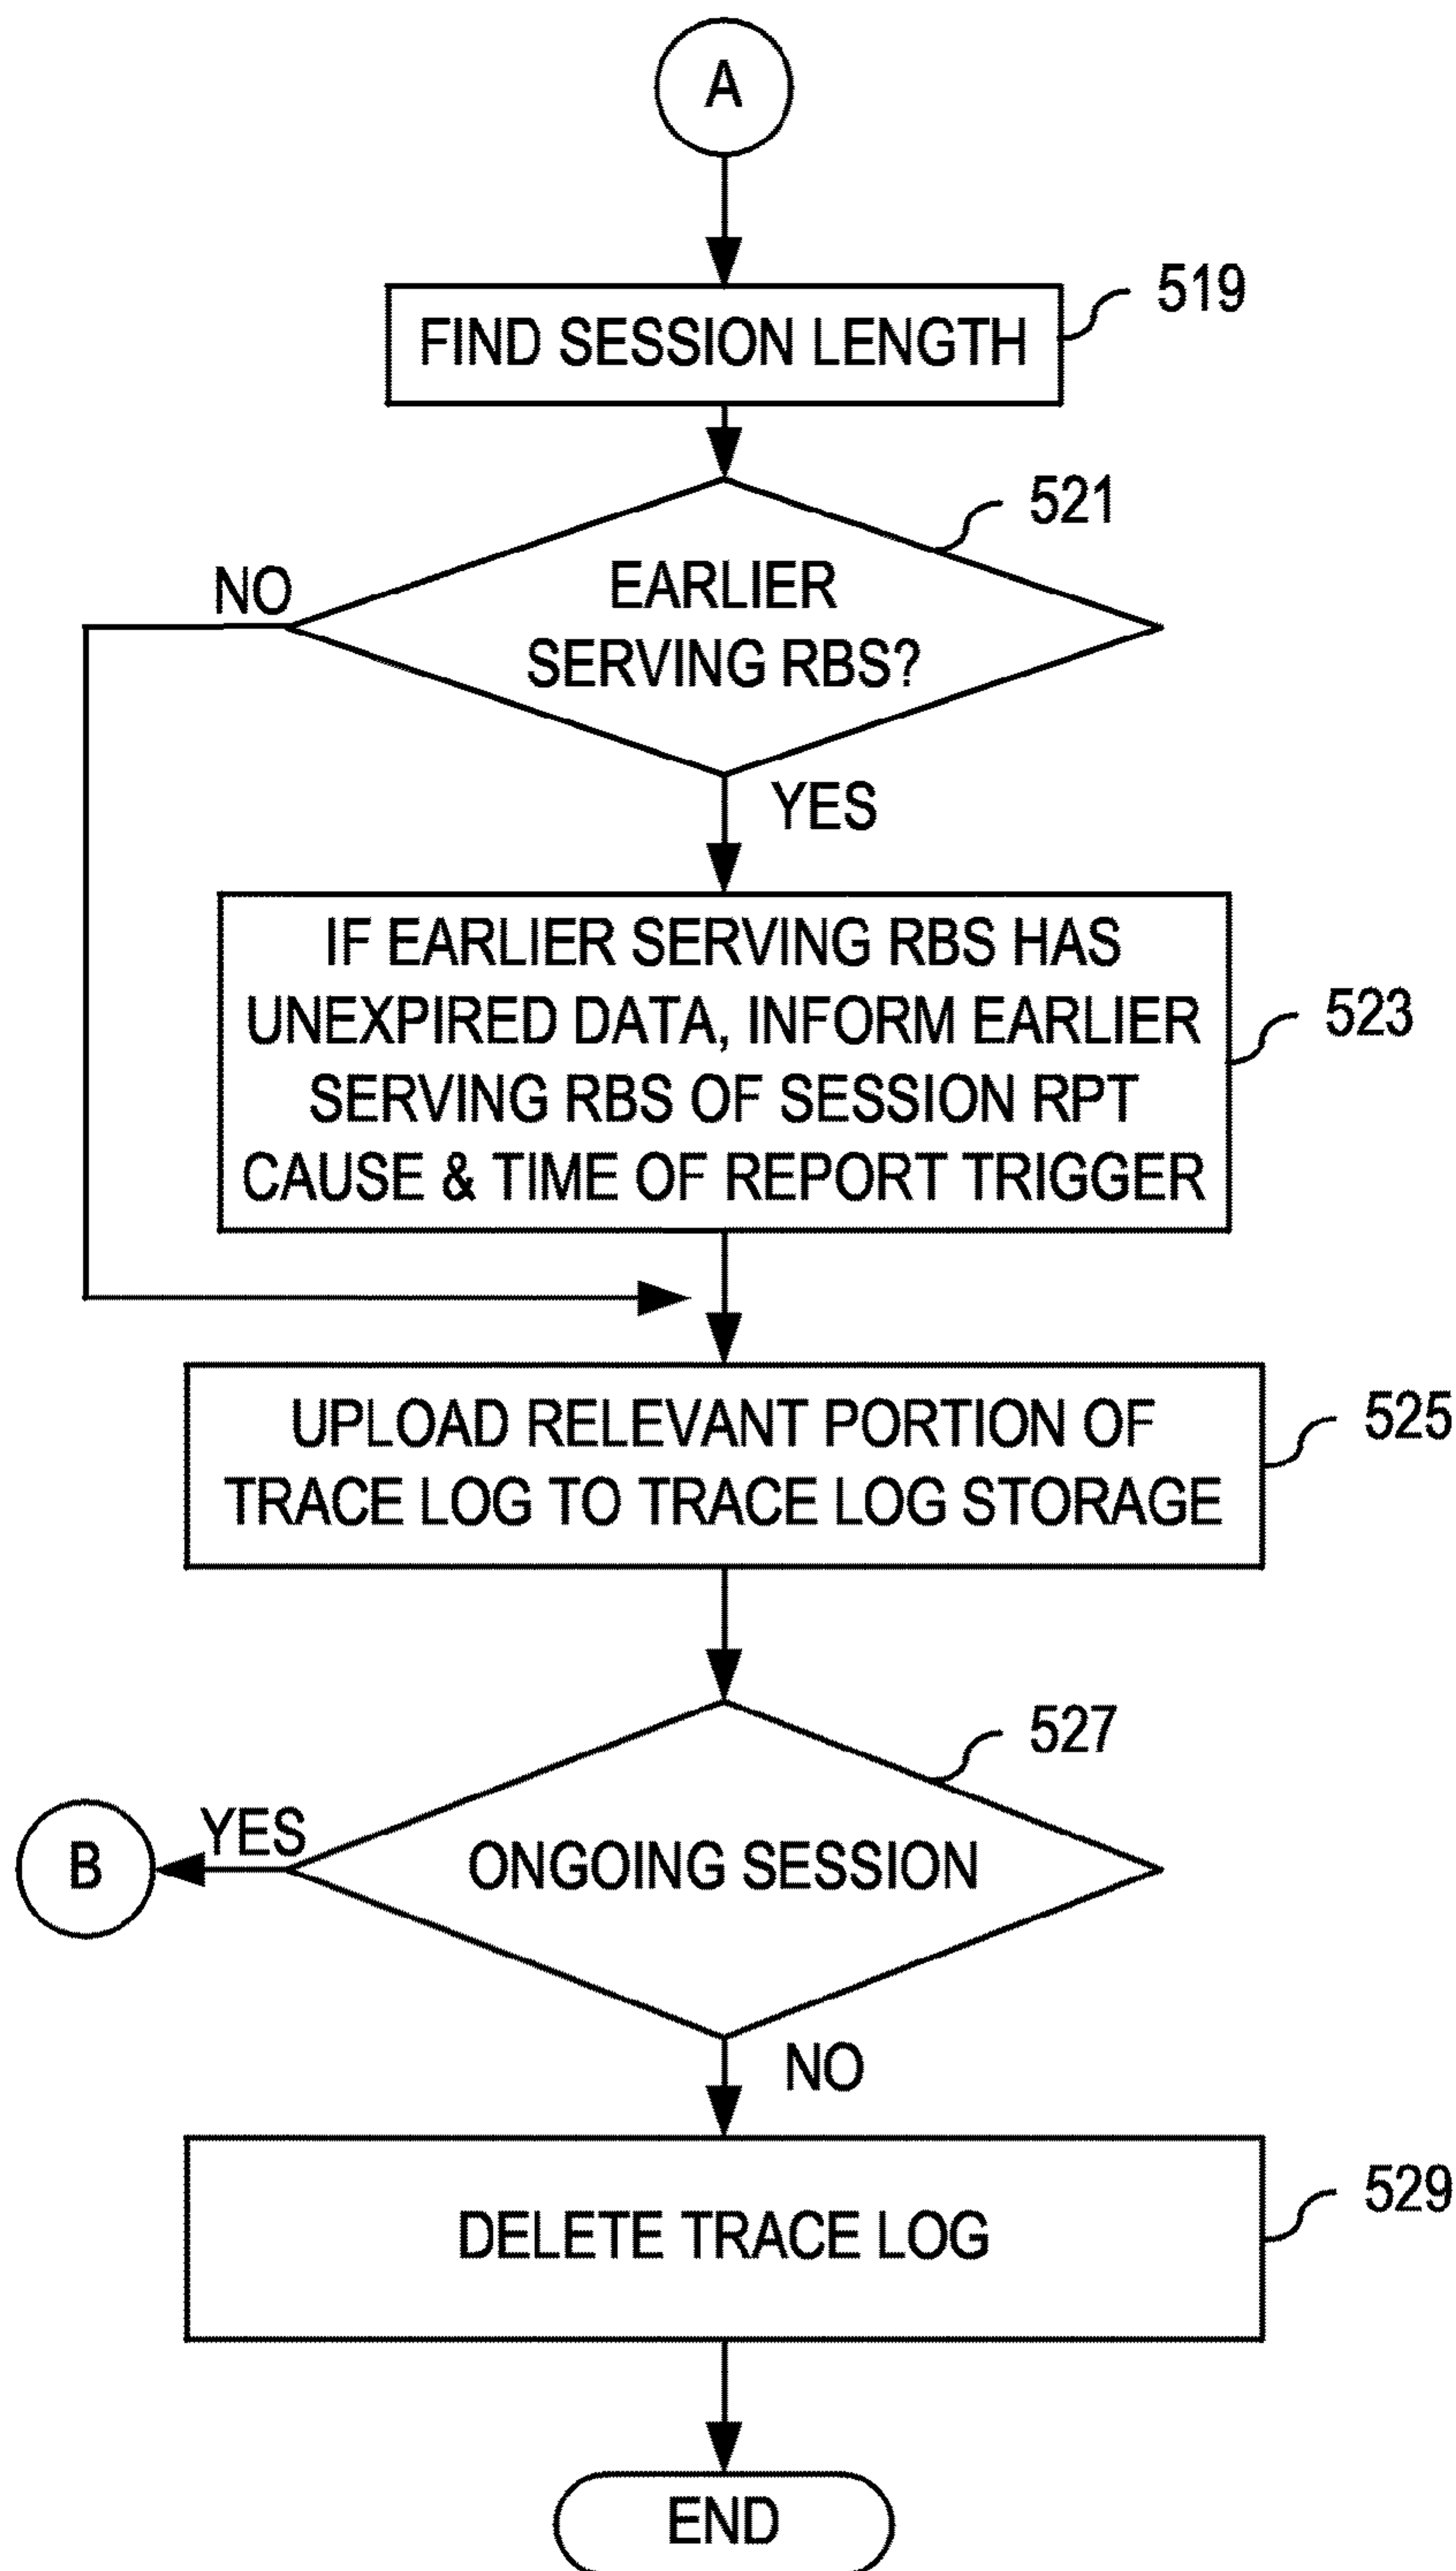 A
519
FIND SESSION LENGTH
521
NO
EARLIER
SERVING RBS?
YES
IF EARLIER SERVING RBS HAS
UNEXPIRED DATA, INFORM EARLIER
SERVING RBS OF SESSION RPT
CAUSE & TIME OF REPORT TRIGGER
523
UPLOAD RELEVANT PORTION OF
TRACE LOG TO TRACE LOG STORAGE
525
527
B
YES
ONGOING SESSION
NO
DELETE TRACE LOG
529
END